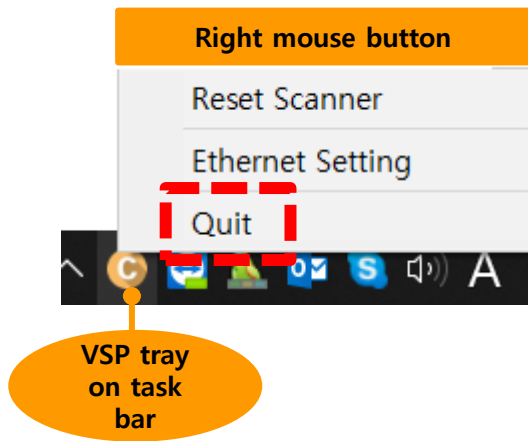 Right mouse button
Reset Scanner
Ethernet Setting
Quit
C
S
A
VSP tray
on task
bar